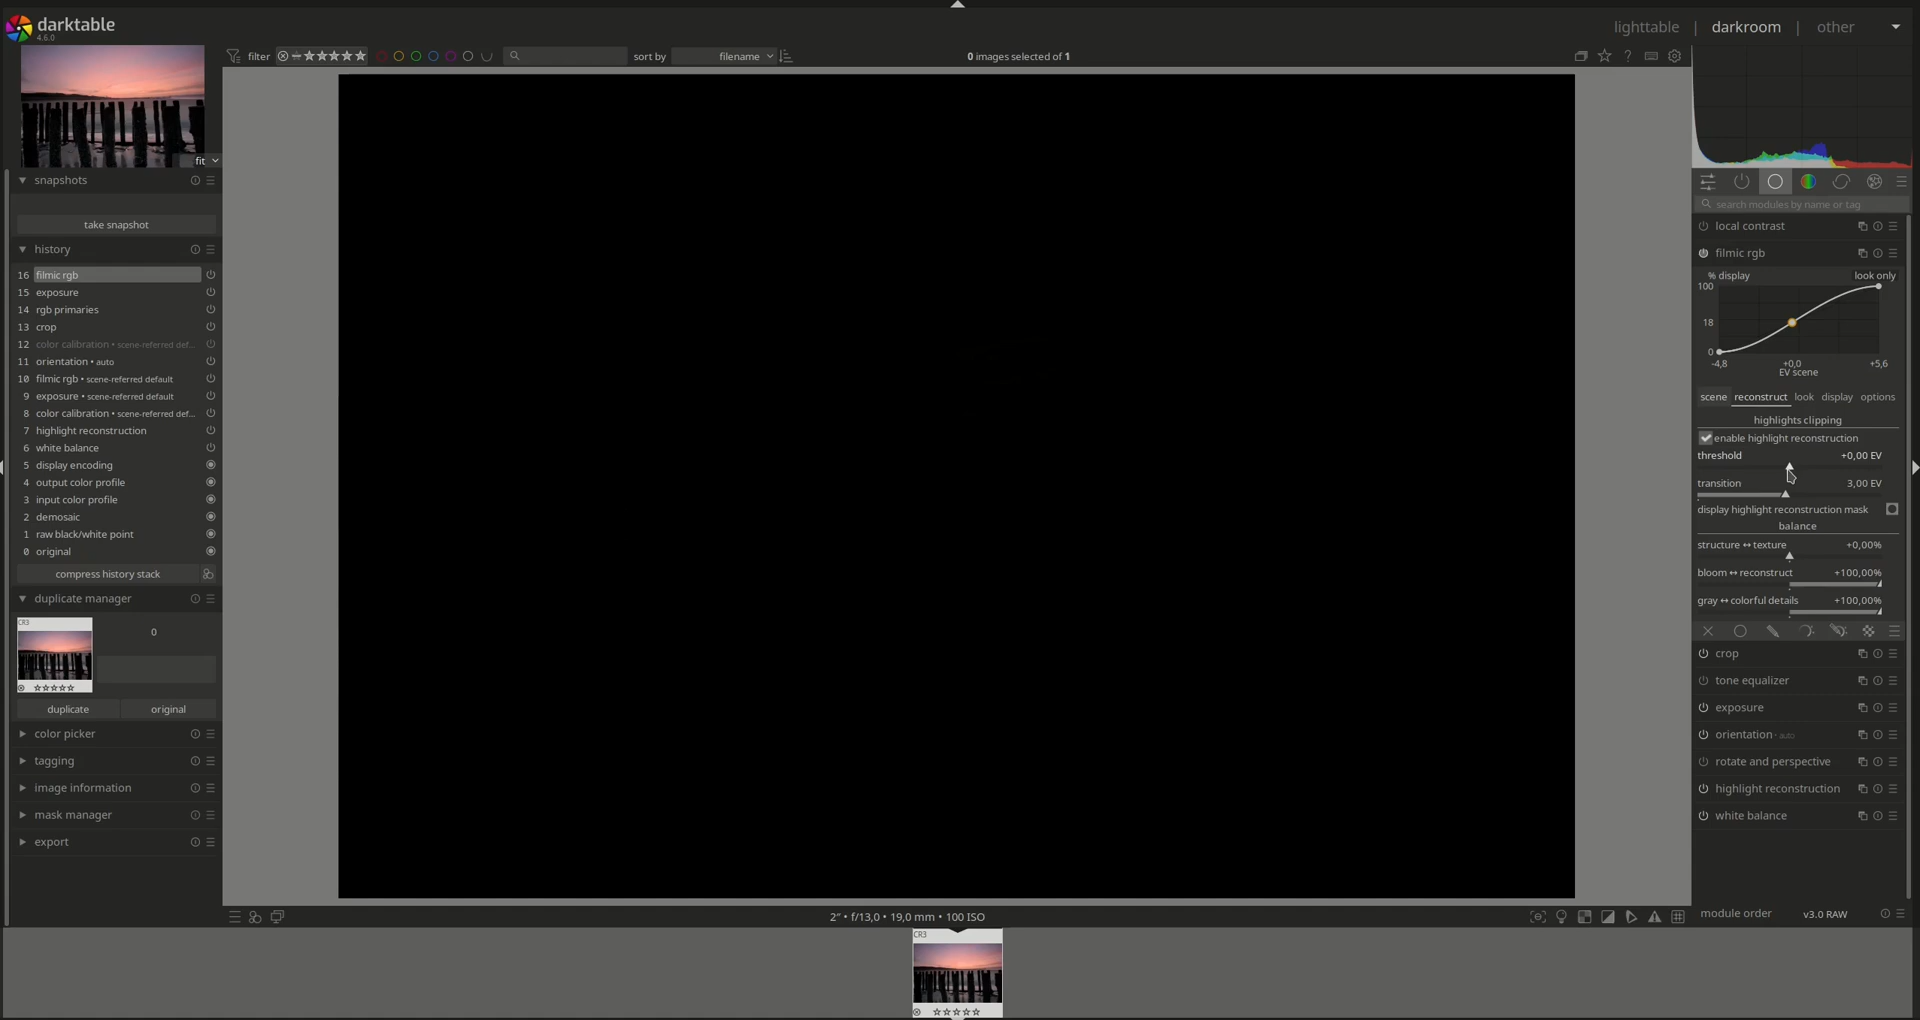 darktable
4.6.0
lighttable | darkroom | other
filter
sort by filename
0 images selected of 1
fit
snapshots
take snapshot
history
16 filmic rgb
15 exposure
14 rgb primaries
13 crop
12 color calibration • scene-referred def...
11 orientation • auto
10 filmic rgb • scene-referred default
9 exposure • scene-referred default
8 color calibration • scene-referred def...
7 highlight reconstruction
6 white balance
5 display encoding
4 output color profile
3 input color profile
2 demosaic
1 raw black/white point
0 original
compress history stack
duplicate manager
CR3
0
duplicate original
color picker
tagging
image information
mask manager
export
2" • f/13,0 • 19,0 mm • 100 ISO
CR3
search modules by name or tag
local contrast
filmic rgb
% display look only
100
18
0
-4,8 +0,0 +5,6
EV scene
scene reconstruct look display options
highlights clipping
enable highlight reconstruction
threshold +0,00 EV
transition 3,00 EV
display highlight reconstruction mask
balance
structure ↔ texture +0,00%
bloom ↔ reconstruct +100,00%
gray ↔ colorful details +100,00%
crop
tone equalizer
exposure
orientation • auto
rotate and perspective
highlight reconstruction
white balance
module order v3.0 RAW